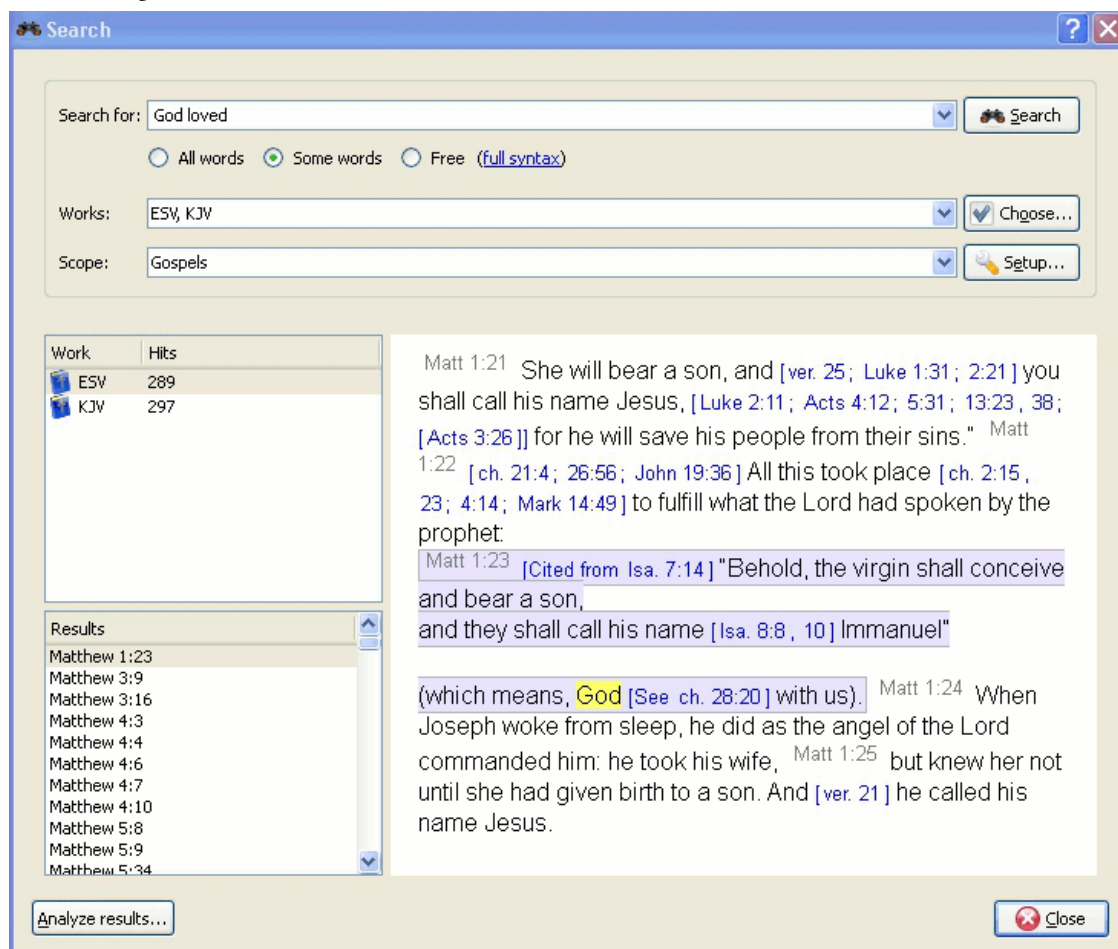 Search
Search for: God loved Search
All words Some words Free (full syntax)
Works: ESV, KJV Choose...
Scope: Gospels Setup...
Work Hits
ESV 289
KJV 297
Results
Matthew 1:23
Matthew 3:9
Matthew 3:16
Matthew 4:3
Matthew 4:4
Matthew 4:6
Matthew 4:7
Matthew 4:10
Matthew 5:8
Matthew 5:9
Matthew 5:34
Matt 1:21 She will bear a son, and [ver. 25; Luke 1:31; 2:21] you
shall call his name Jesus, [Luke 2:11; Acts 4:12; 5:31; 13:23, 38;
[Acts 3:26]] for he will save his people from their sins." Matt
1:22 [ch. 21:4; 26:56; John 19:36] All this took place [ch. 2:15,
23; 4:14; Mark 14:49] to fulfill what the Lord had spoken by the
prophet:
Matt 1:23 [Cited from Isa. 7:14] "Behold, the virgin shall conceive
and bear a son,
and they shall call his name [Isa. 8:8, 10] Immanuel"
(which means, God [See ch. 28:20] with us). Matt 1:24 When
Joseph woke from sleep, he did as the angel of the Lord
commanded him: he took his wife, Matt 1:25 but knew her not
until she had given birth to a son. And [ver. 21] he called his
name Jesus.
Analyze results... Close